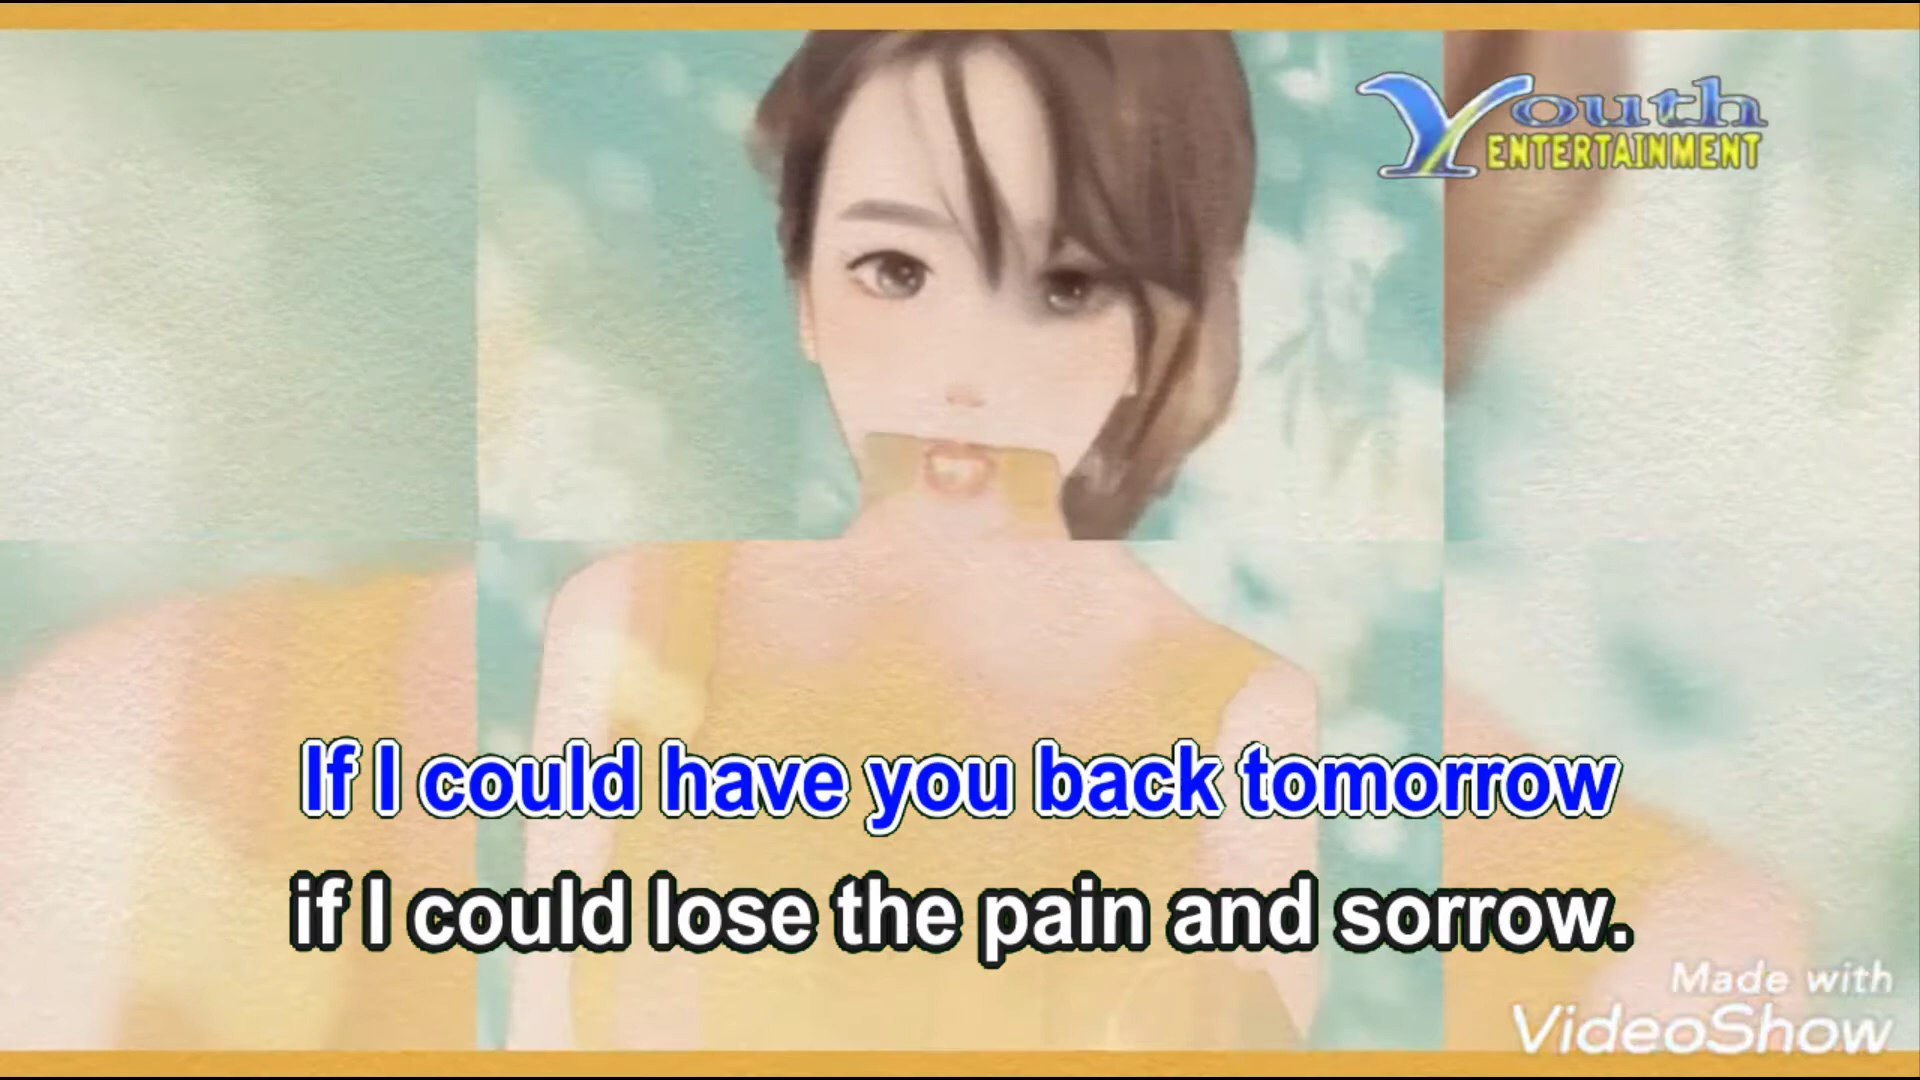 Youth
ENTERTAINMENT
If I could have you back tomorrow
if I could lose the pain and sorrow.
Made with
VideoShow